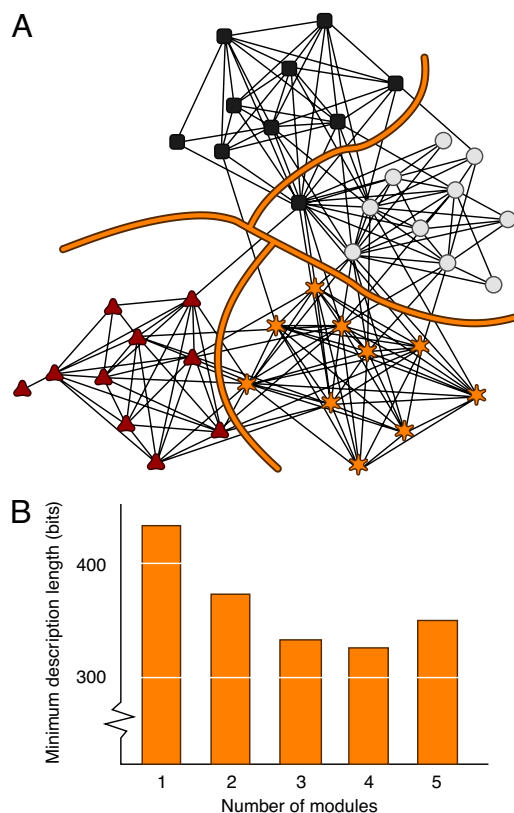 A
B
Minimum description length (bits)
400
300
1 2 3 4 5
Number of modules